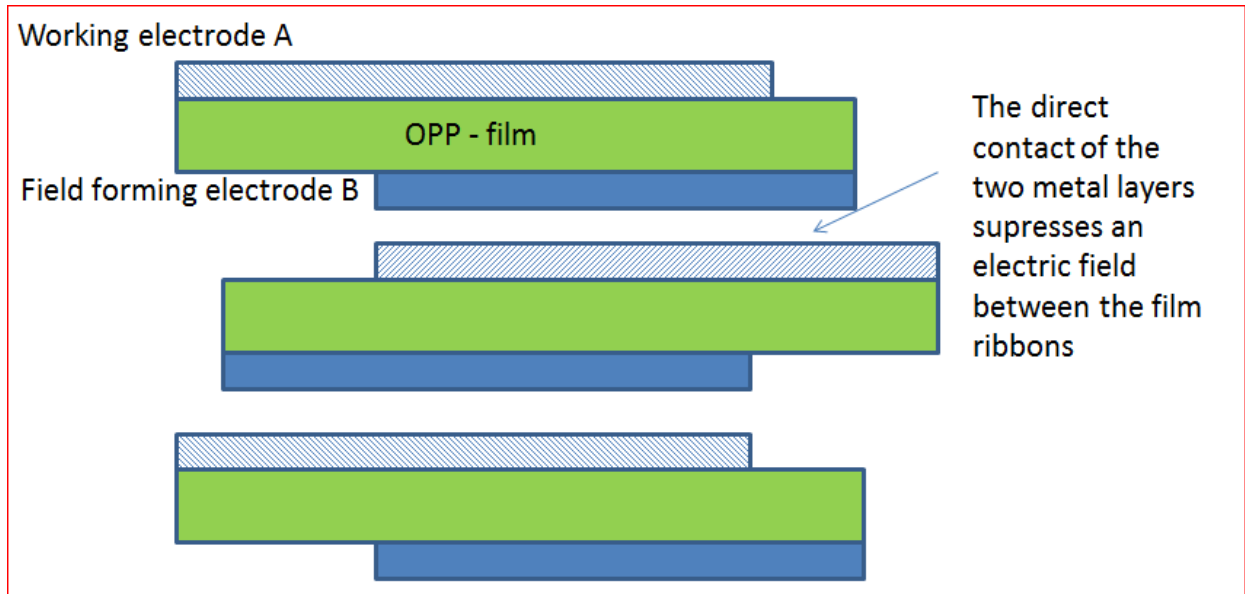 Working electrode A
OPP - film
Field forming electrode B
The direct
contact of the
two metal layers
supresses an
electric field
between the film
ribbons